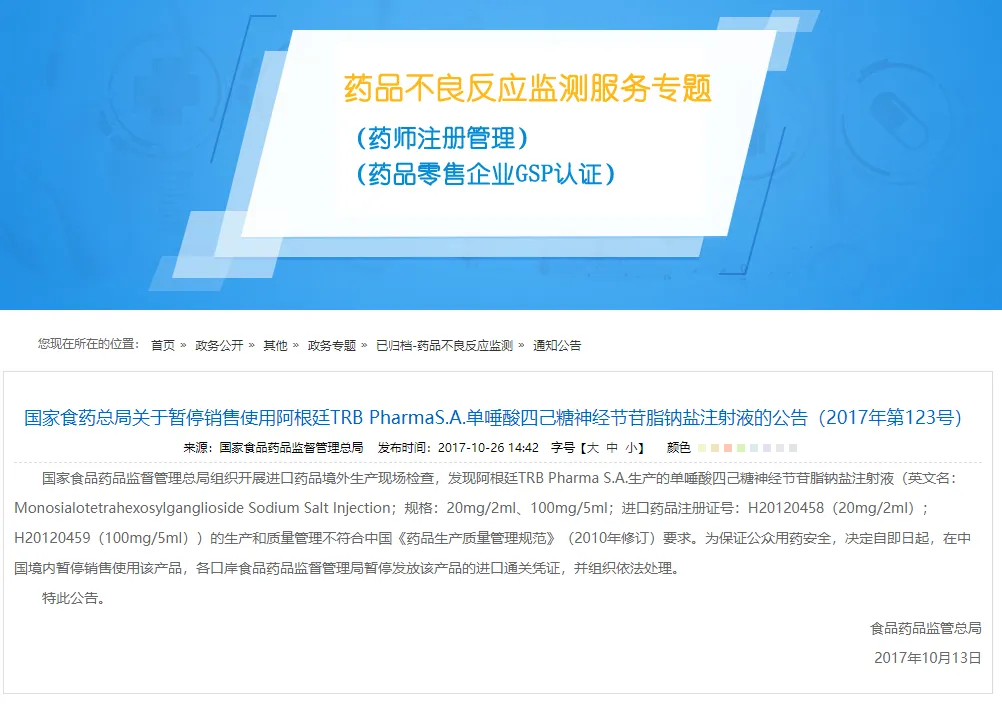 药品不良反应监测服务专题
（药师注册管理）
（药品零售企业GSP认证）
您现在所在的位置： 首页 » 政务公开 » 其他 » 政务专题 » 已归档-药品不良反应监测 » 通知公告
国家食药总局关于暂停销售使用阿根廷TRB PharmaS.A.单唾酸四己糖神经节苷脂钠盐注射液的公告（2017年第123号）
来源： 国家食品药品监督管理总局 发布时间：2017-10-26 14:42 字号【大 中 小】 颜色
国家食品药品监督管理总局组织开展进口药品境外生产现场检查，发现阿根廷TRB Pharma S.A.生产的单唾酸四己糖神经节苷脂钠盐注射液（英文名：
Monosialotetrahexosylganglioside Sodium Salt Injection；规格：20mg/2ml、100mg/5ml；进口药品注册证号：H20120458（20mg/2ml）；
H20120459（100mg/5ml））的生产和质量管理不符合中国《药品生产质量管理规范》（2010年修订）要求。为保证公众用药安全，决定自即日起，在中
国境内暂停销售使用该产品，各口岸食品药品监督管理局暂停发放该产品的进口通关凭证，并组织依法处理。
特此公告。
食品药品监管总局
2017年10月13日